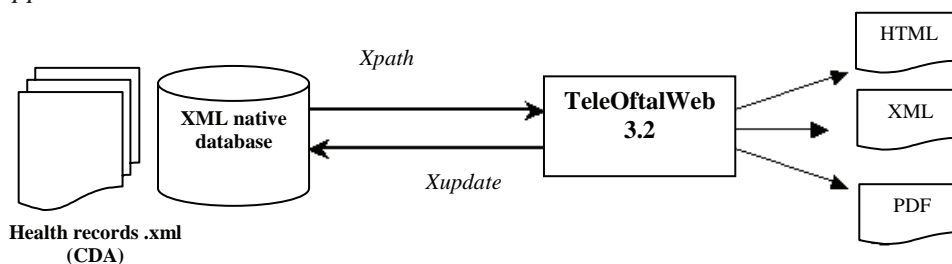 Xpath
XML native
database
TeleOftalWeb
3.2
HTML
XML
PDF
Xupdate
Health records .xml
(CDA)